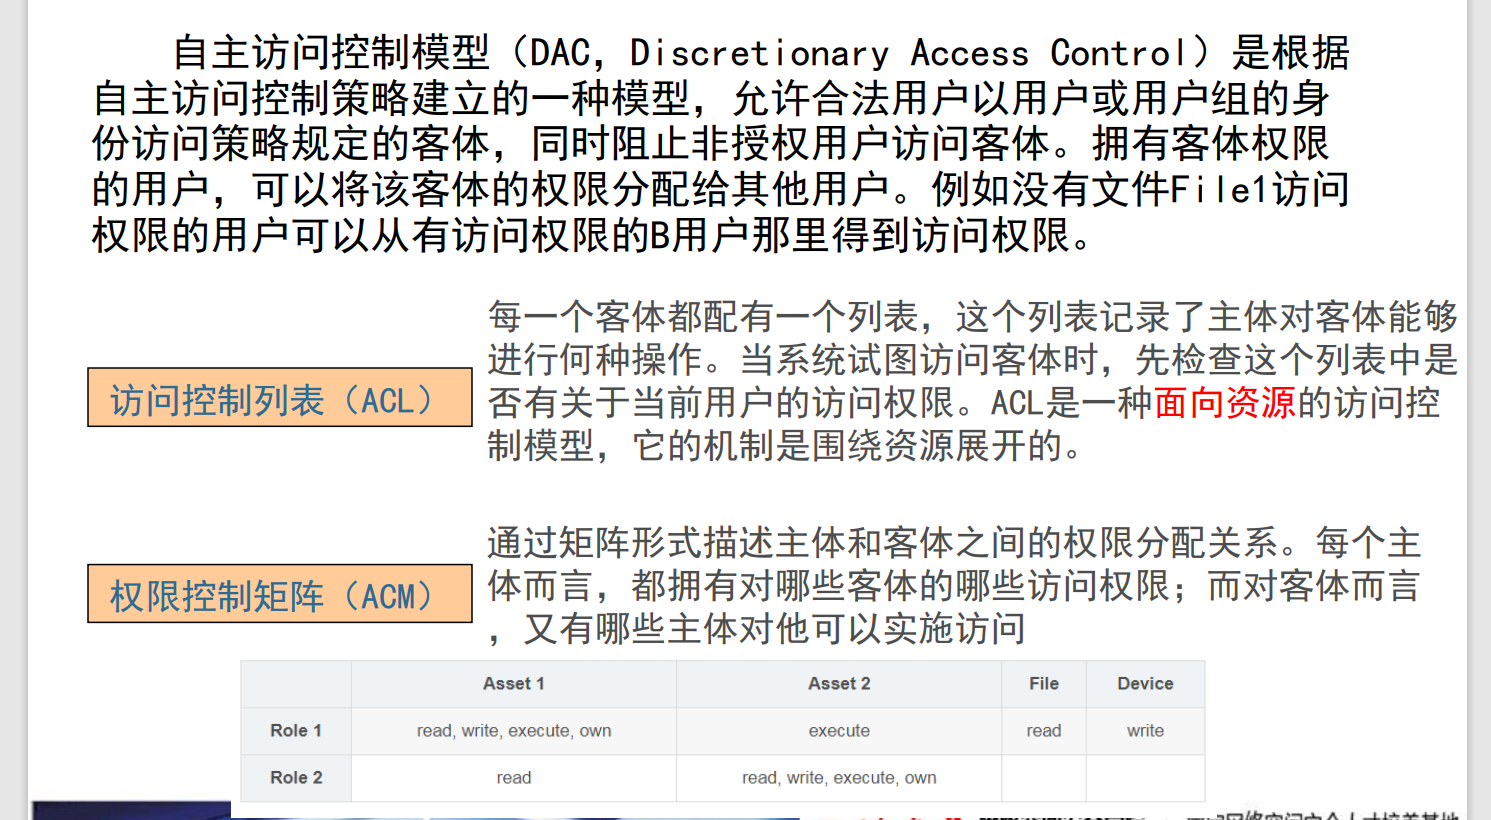 自主访问控制模型（DAC，Discretionary Access Control）是根据
自主访问控制策略建立的一种模型，允许合法用户以用户或用户组的身
份访问策略规定的客体，同时阻止非授权用户访问客体。拥有客体权限
的用户，可以将该客体的权限分配给其他用户。例如没有文件File1访问
权限的用户可以从有访问权限的B用户那里得到访问权限。
访问控制列表（ACL）
每一个客体都配有一个列表，这个列表记录了主体对客体能够
进行何种操作。当系统试图访问客体时，先检查这个列表中是
否有关于当前用户的访问权限。ACL是一种面向资源的访问控
制模型，它的机制是围绕资源展开的。
权限控制矩阵（ACM）
通过矩阵形式描述主体和客体之间的权限分配关系。每个主
体而言，都拥有对哪些客体的哪些访问权限；而对客体而言
，又有哪些主体对他可以实施访问
Asset 1 Asset 2 File Device
Role 1 read, write, execute, own execute read write
Role 2 read read, write, execute, own